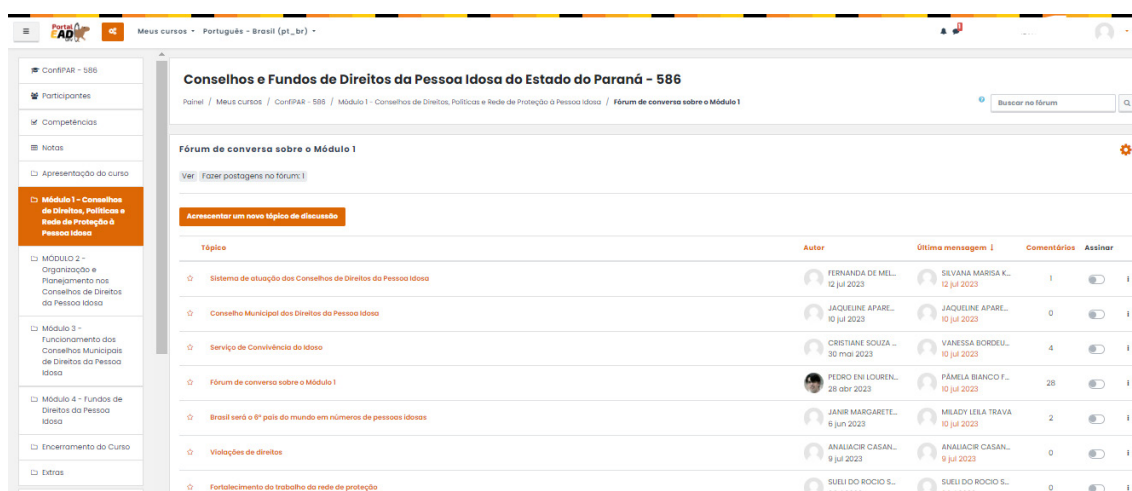 Portal
EAD
Meus cursos Português - Brasil (pt_br)
ConfiPAR - 586
Participantes
Competências
Notas
Apresentação do curso
Módulo 1 - Conselhos
de Direitos, Políticas e
Rede de Proteção à
Pessoa Idosa
MÓDULO 2 -
Organização e
Planejamento nos
Conselhos de Direitos
da Pessoa Idosa
Módulo 3 -
Funcionamento dos
Conselhos Municipais
de Direitos da Pessoa
Idosa
Módulo 4 - Fundos de
Direitos da Pessoa
Idosa
Encerramento do Curso
Extras
Conselhos e Fundos de Direitos da Pessoa Idosa do Estado do Paraná - 586
Painel / Meus cursos / ConfiPAR - 586 / Módulo 1 - Conselhos de Direitos, Políticas e Rede de Proteção à Pessoa Idosa / Fórum de conversa sobre o Módulo 1
Buscar no fórum
Fórum de conversa sobre o Módulo 1
Ver Fazer postagens no fórum: 1
Acrescentar um novo tópico de discussão
Tópico Autor Última mensagem ↓ Comentários Assinar
Sistema de atuação dos Conselhos de Direitos da Pessoa Idosa FERNANDA DE MEL... SILVANA MARISA K... 1
12 jul 2023 12 jul 2023
Conselho Municipal dos Direitos da Pessoa Idosa JAQUELINE APARE... JAQUELINE APARE... 0
10 jul 2023 10 jul 2023
Serviço de Convivência do Idoso CRISTIANE SOUZA ... VANESSA BORDEU... 4
30 mai 2023 10 jul 2023
Fórum de conversa sobre o Módulo 1 PEDRO ENI LOUREN... PÂMELA BIANCO F... 28
28 abr 2023 10 jul 2023
Brasil será o 6º país do mundo em números de pessoas idosas JANIR MARGARETE... MILADY LEILA TRAVA 2
6 jun 2023 10 jul 2023
Violações de direitos ANALIACIR CASAN... ANALIACIR CASAN... 0
9 jul 2023 9 jul 2023
Fortalecimento do trabalho da rede de proteção SUELI DO ROCIO S... SUELI DO ROCIO S... 0